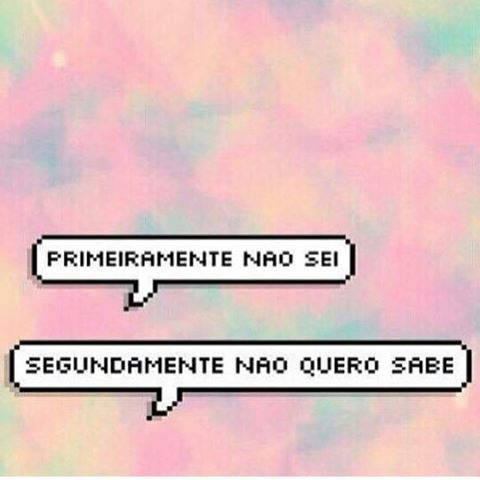 PRIMEIRAMENTE NAO SEI
SEGUNDAMENTE NAO QUERO SABE